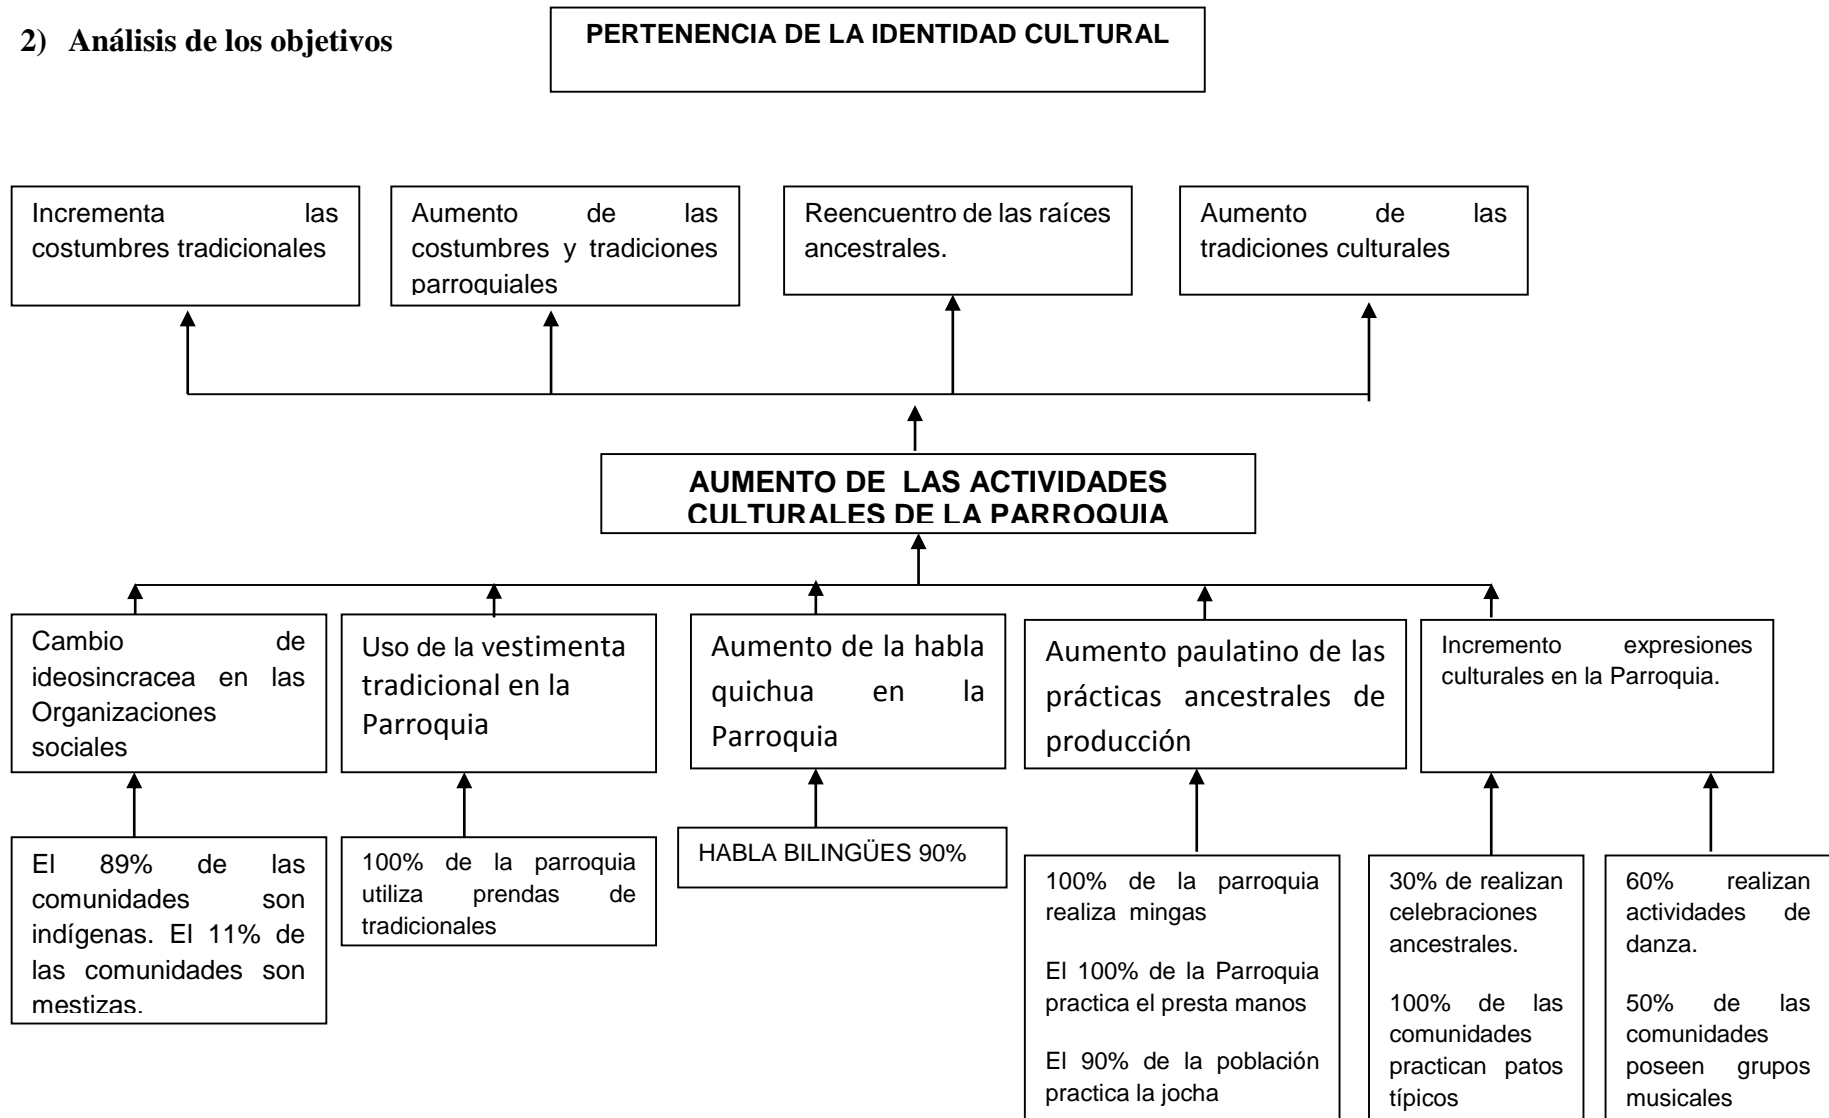 2) Análisis de los objetivos
PERTENENCIA DE LA IDENTIDAD CULTURAL
Incrementa las
costumbres tradicionales
Aumento de las
costumbres y tradiciones
parroquiales
Reencuentro de las raíces
ancestrales.
Aumento de las
tradiciones culturales
AUMENTO DE LAS ACTIVIDADES
CULTURALES DE LA PARROQUIA
Cambio de
ideosincracea en las
Organizaciones
sociales
Uso de la vestimenta
tradicional en la
Parroquia
Aumento de la habla
quichua en la
Parroquia
Aumento paulatino de las
prácticas ancestrales de
producción
Incremento expresiones
culturales en la Parroquia.
El 89% de las
comunidades son
indígenas. El 11% de
las comunidades son
mestizas.
100% de la parroquia
utiliza prendas de
tradicionales
HABLA BILINGÜES 90%
100% de la parroquia
realiza mingas
El 100% de la Parroquia
practica el presta manos
El 90% de la población
practica la jocha
30% de realizan
celebraciones
ancestrales.
100% de las
comunidades
practican patos
típicos
60% realizan
actividades de
danza.
50% de las
comunidades
poseen grupos
musicales